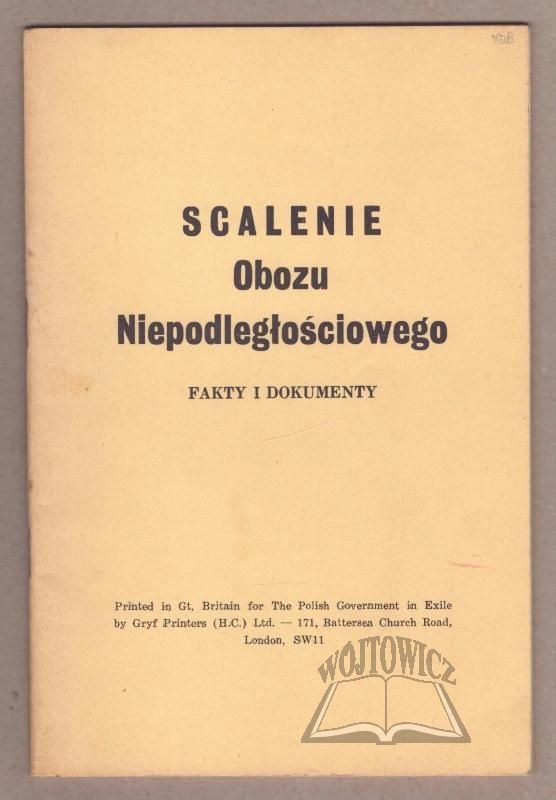 SCALENIE
Obozu
Niepodległościowego
FAKTY I DOKUMENTY
Printed in Gt. Britain for The Polish Government in Exile
by Gryf Printers (H.C.) Ltd. — 171, Battersea Church Road,
London, SW11
WÓJTOWICZ